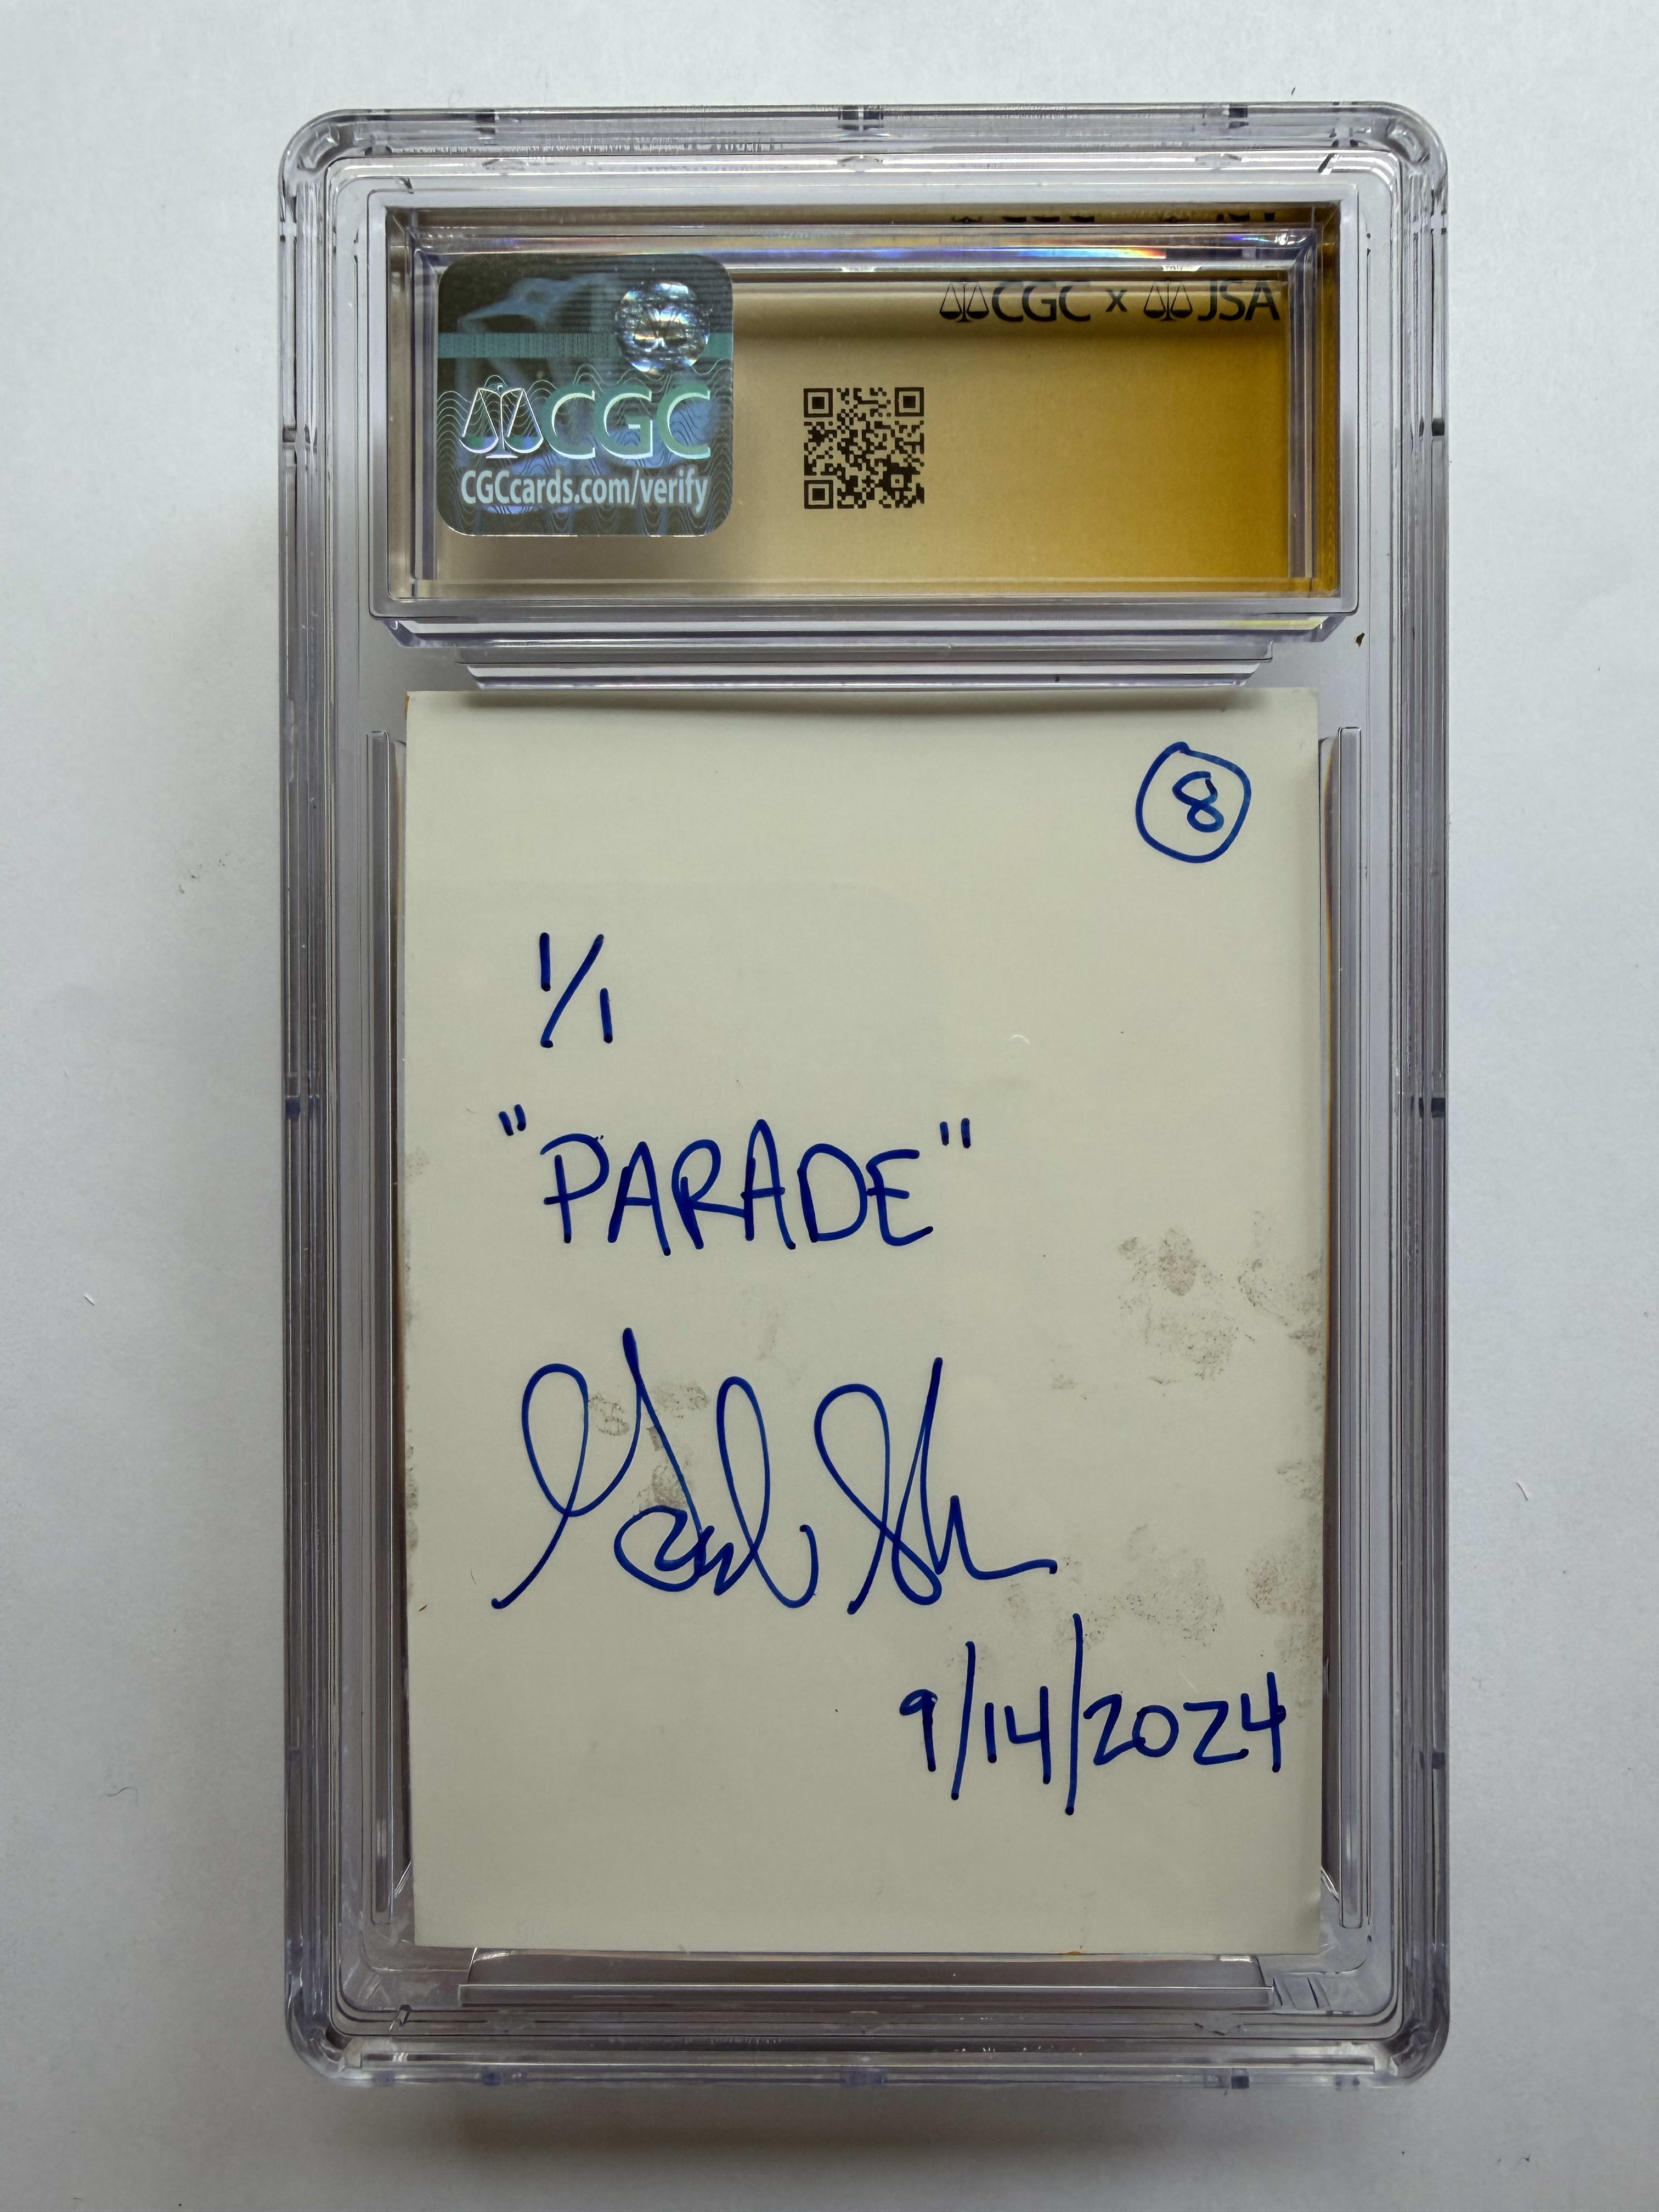 CGC x JSA
CGC
CGCcards.com/verify
8
1/1
"PARADE"
9/14/2024